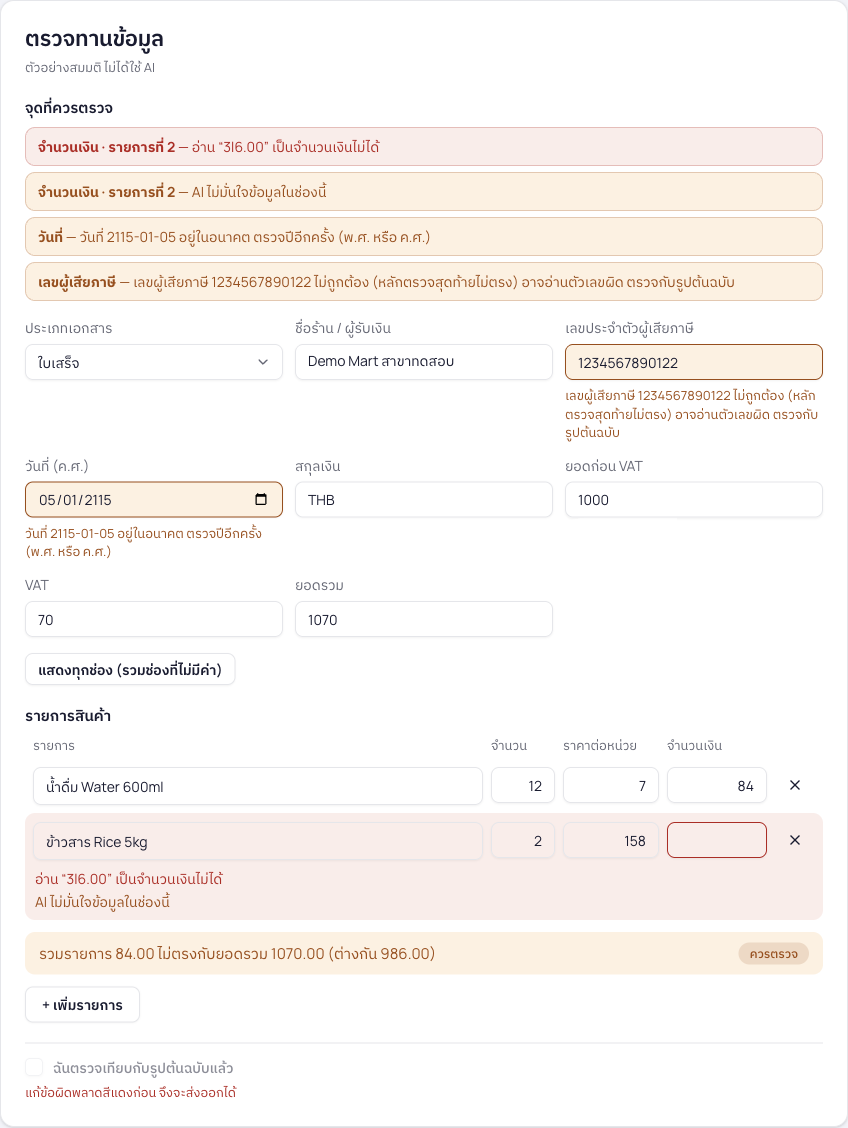 ตรวจทานข้อมูล
ตัวอย่างสมมติ ไม่ได้ใช้ AI
จุดที่ควรตรวจ
จำนวนเงิน · รายการที่ 2 — อ่าน “3l6.00” เป็นจำนวนเงินไม่ได้
จำนวนเงิน · รายการที่ 2 — AI ไม่มั่นใจข้อมูลในช่องนี้
วันที่ — วันที่ 2115-01-05 อยู่ในอนาคต ตรวจปีอีกครั้ง (พ.ศ. หรือ ค.ศ.)
เลขผู้เสียภาษี — เลขผู้เสียภาษี 1234567890122 ไม่ถูกต้อง (หลักตรวจสุดท้ายไม่ตรง) อาจอ่านตัวเลขผิด ตรวจกับรูปต้นฉบับ
ประเภทเอกสาร
ใบเสร็จ
ชื่อร้าน / ผู้รับเงิน
Demo Mart สาขาทดสอบ
เลขประจำตัวผู้เสียภาษี
1234567890122
เลขผู้เสียภาษี 1234567890122 ไม่ถูกต้อง (หลัก
ตรวจสุดท้ายไม่ตรง) อาจอ่านตัวเลขผิด ตรวจกับ
รูปต้นฉบับ
วันที่ (ค.ศ.)
05/01/2115
วันที่ 2115-01-05 อยู่ในอนาคต ตรวจปีอีกครั้ง
(พ.ศ. หรือ ค.ศ.)
สกุลเงิน
THB
ยอดก่อน VAT
1000
VAT
70
ยอดรวม
1070
แสดงทุกช่อง (รวมช่องที่ไม่มีค่า)
รายการสินค้า
รายการ จำนวน ราคาต่อหน่วย จำนวนเงิน
น้ำดื่ม Water 600ml 12 7 84
ข้าวสาร Rice 5kg 2 158
อ่าน “3l6.00” เป็นจำนวนเงินไม่ได้
AI ไม่มั่นใจข้อมูลในช่องนี้
รวมรายการ 84.00 ไม่ตรงกับยอดรวม 1070.00 (ต่างกัน 986.00) ควรตรวจ
+ เพิ่มรายการ
ฉันตรวจเทียบกับรูปต้นฉบับแล้ว
แก้ข้อผิดพลาดสีแดงก่อน จึงจะส่งออกได้